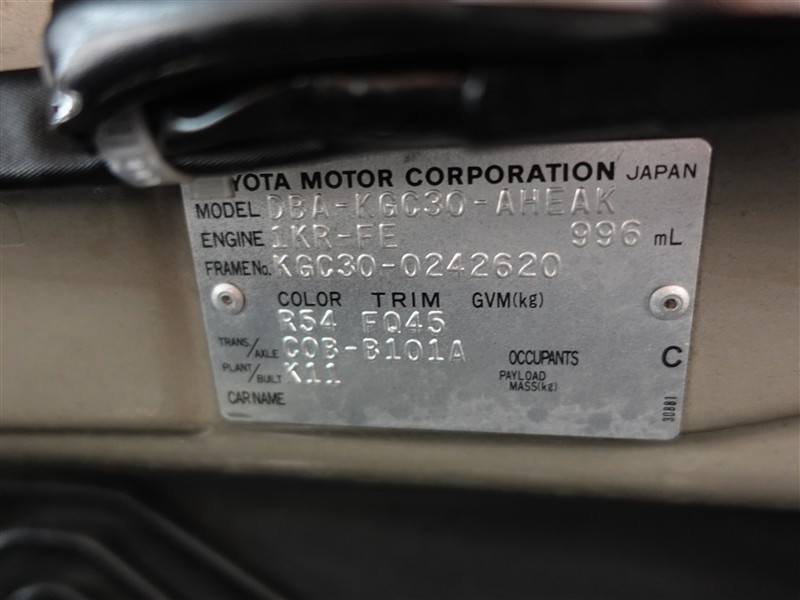 YOTA MOTOR CORPORATION JAPAN
MODEL DBA-KGC30-AHEAK
ENGINE 1KR-FE 996 mL
FRAME No. KGC30-0242620
COLOR TRIM GVM(kg)
R54 FQ45
TRANS./AXLE C0B-B101A OCCUPANTS C
PLANT/BUILT K11 PAYLOAD MASS(kg)
CAR NAME
30881